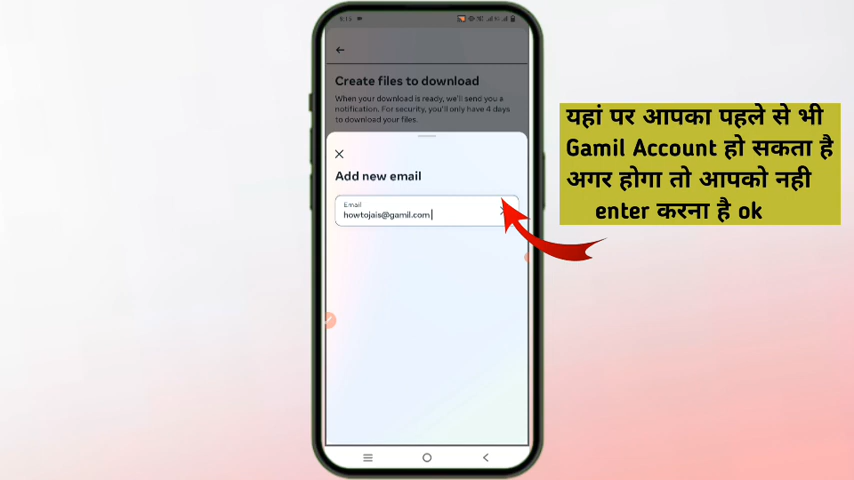 8:15
Create files to download
When your download is ready, we'll send you a
notification. For security, you'll only have 4 days
to download your files.
Add new email
Email
howtojais@gamil.com
यहां पर आपका पहले से भी
Gamil Account हो सकता है
अगर होगा तो आपको नही
enter करना है ok